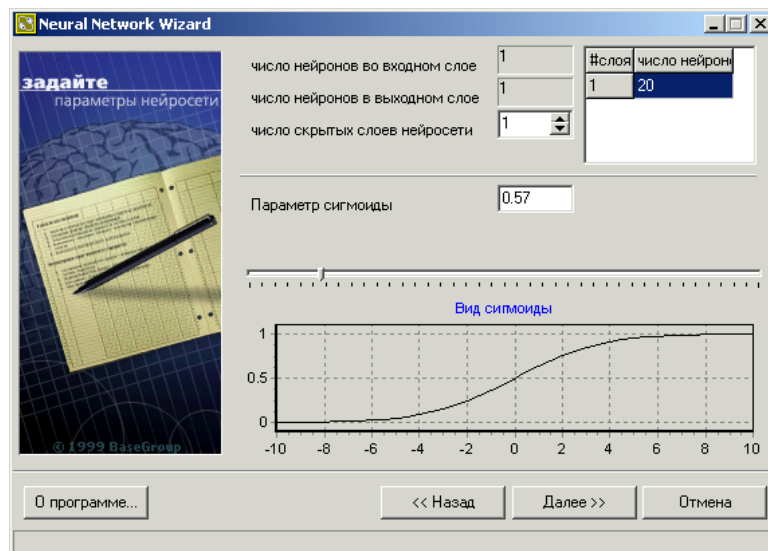 Neural Network Wizard
задайте
параметры нейросети
© 1999 BaseGroup
число нейронов во входном слое
1
число нейронов в выходном слое
1
число скрытых слоев нейросети
1
#слоя число нейрон
1 20
Параметр сигмоиды
0.57
Вид сигмоиды
1
0.5
0
-10 -8 -6 -4 -2 0 2 4 6 8 10
О программе...
<< Назад
Далее >>
Отмена